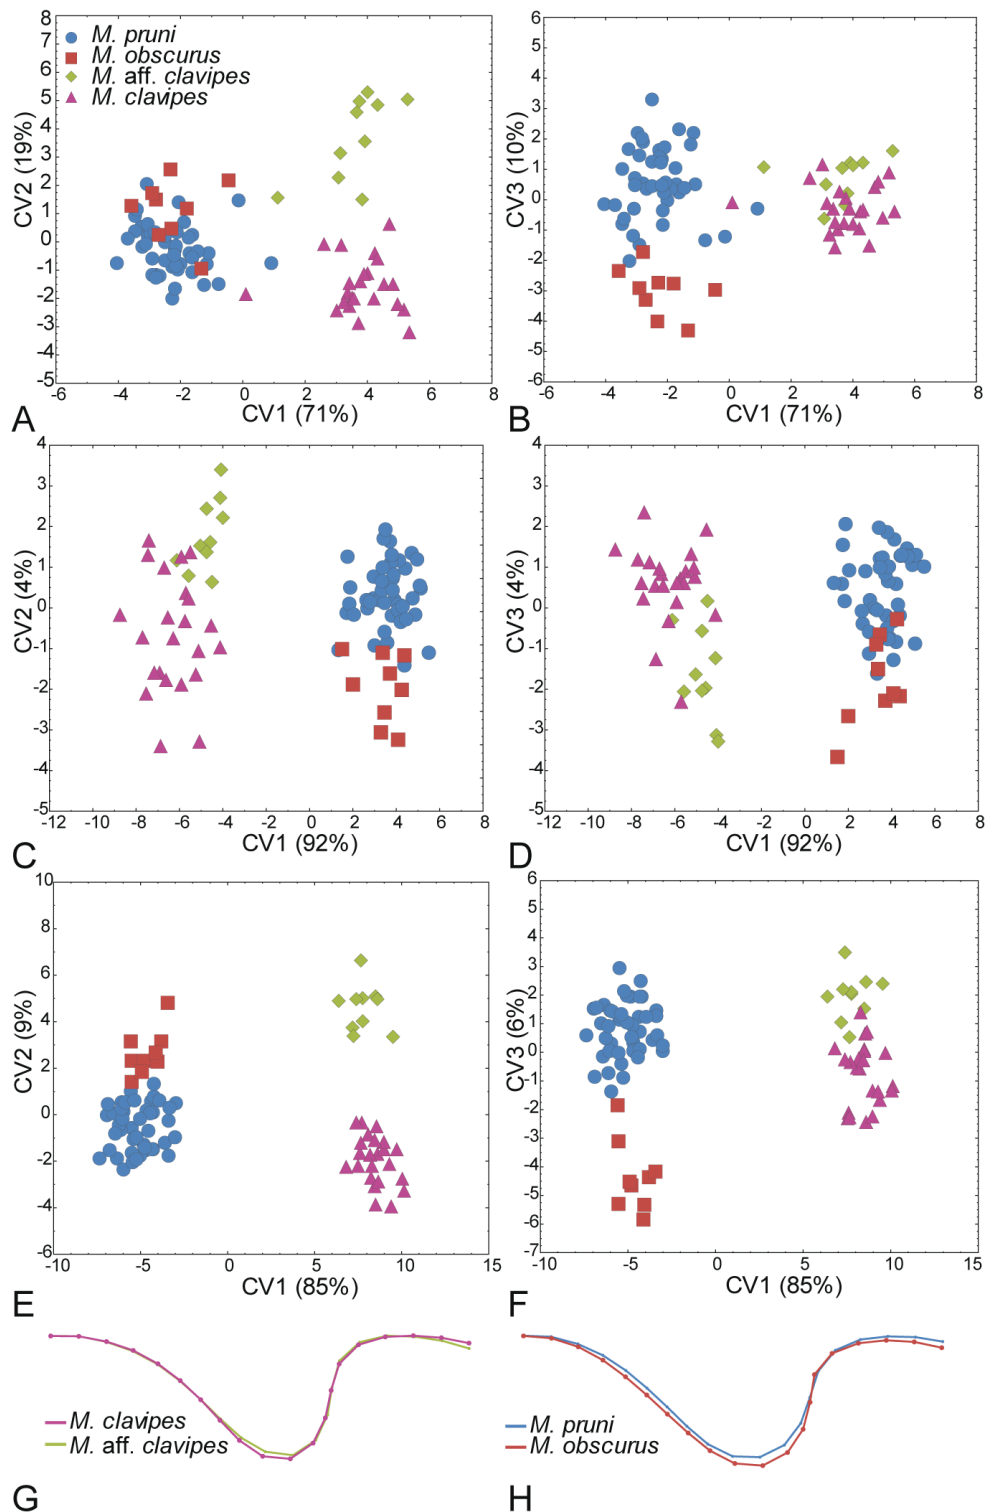 8
7
6
5
4
3
2
1
0
-1
-2
-3
-4
-5
CV2 (19%)
M. pruni
M. obscurus
M. aff. clavipes
M. clavipes
-6 -4 -2 0 2 4 6 8
CV1 (71%)
A
6
5
4
3
2
1
0
-1
-2
-3
-4
-5
-6
CV3 (10%)
-6 -4 -2 0 2 4 6 8
CV1 (71%)
B
4
3
2
1
0
-1
-2
-3
-4
-5
CV2 (4%)
-12 -10 -8 -6 -4 -2 0 2 4 6 8
CV1 (92%)
C
4
3
2
1
0
-1
-2
-3
-4
-5
CV3 (4%)
-12 -10 -8 -6 -4 -2 0 2 4 6 8
CV1 (92%)
D
10
8
6
4
2
0
-2
-4
-6
CV2 (9%)
-10 -5 0 5 10 15
CV1 (85%)
E
6
5
4
3
2
1
0
-1
-2
-3
-4
-5
-6
-7
CV3 (6%)
-10 -5 0 5 10 15
CV1 (85%)
F
M. clavipes
M. aff. clavipes
G
M. pruni
M. obscurus
H